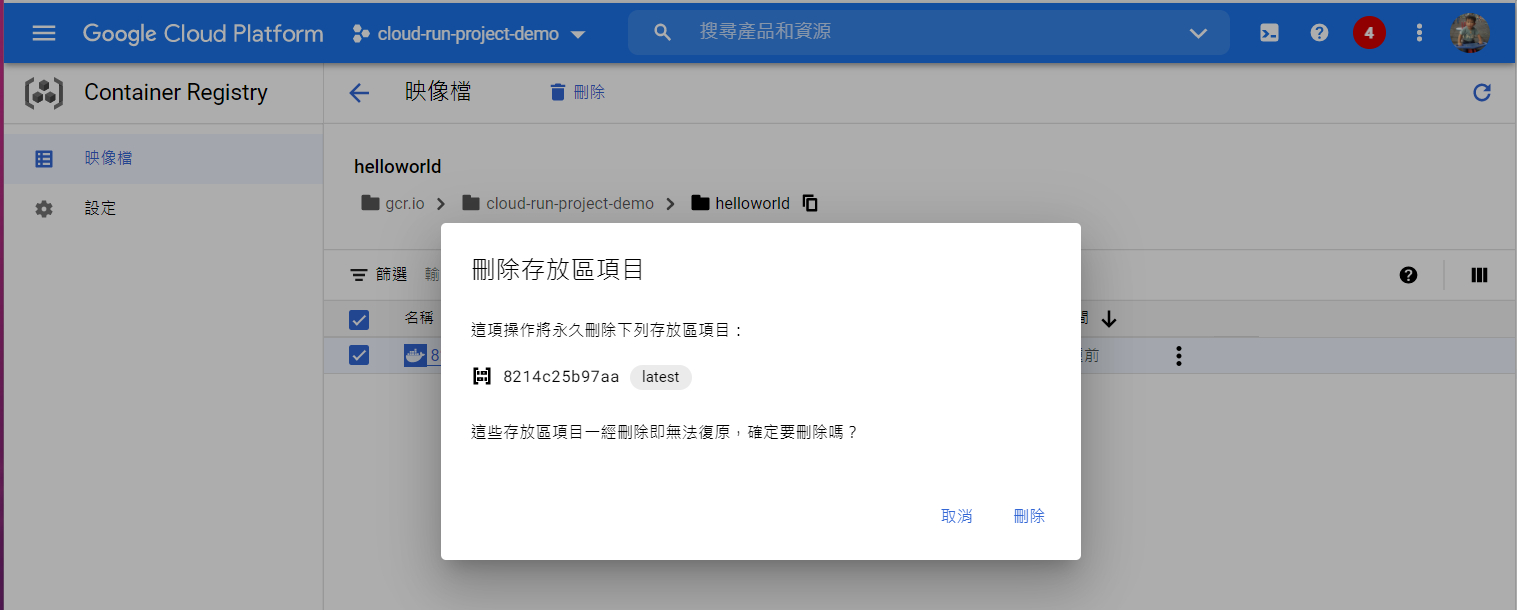 Google Cloud Platform
cloud-run-project-demo
搜尋產品和資源
4
Container Registry
映像檔
刪除
映像檔
設定
helloworld
gcr.io
cloud-run-project-demo
helloworld
篩選 輸
名稱
間
8
前
刪除存放區項目
這項操作將永久刪除下列存放區項目：
8214c25b97aa latest
這些存放區項目一經刪除即無法復原，確定要刪除嗎？
取消 刪除